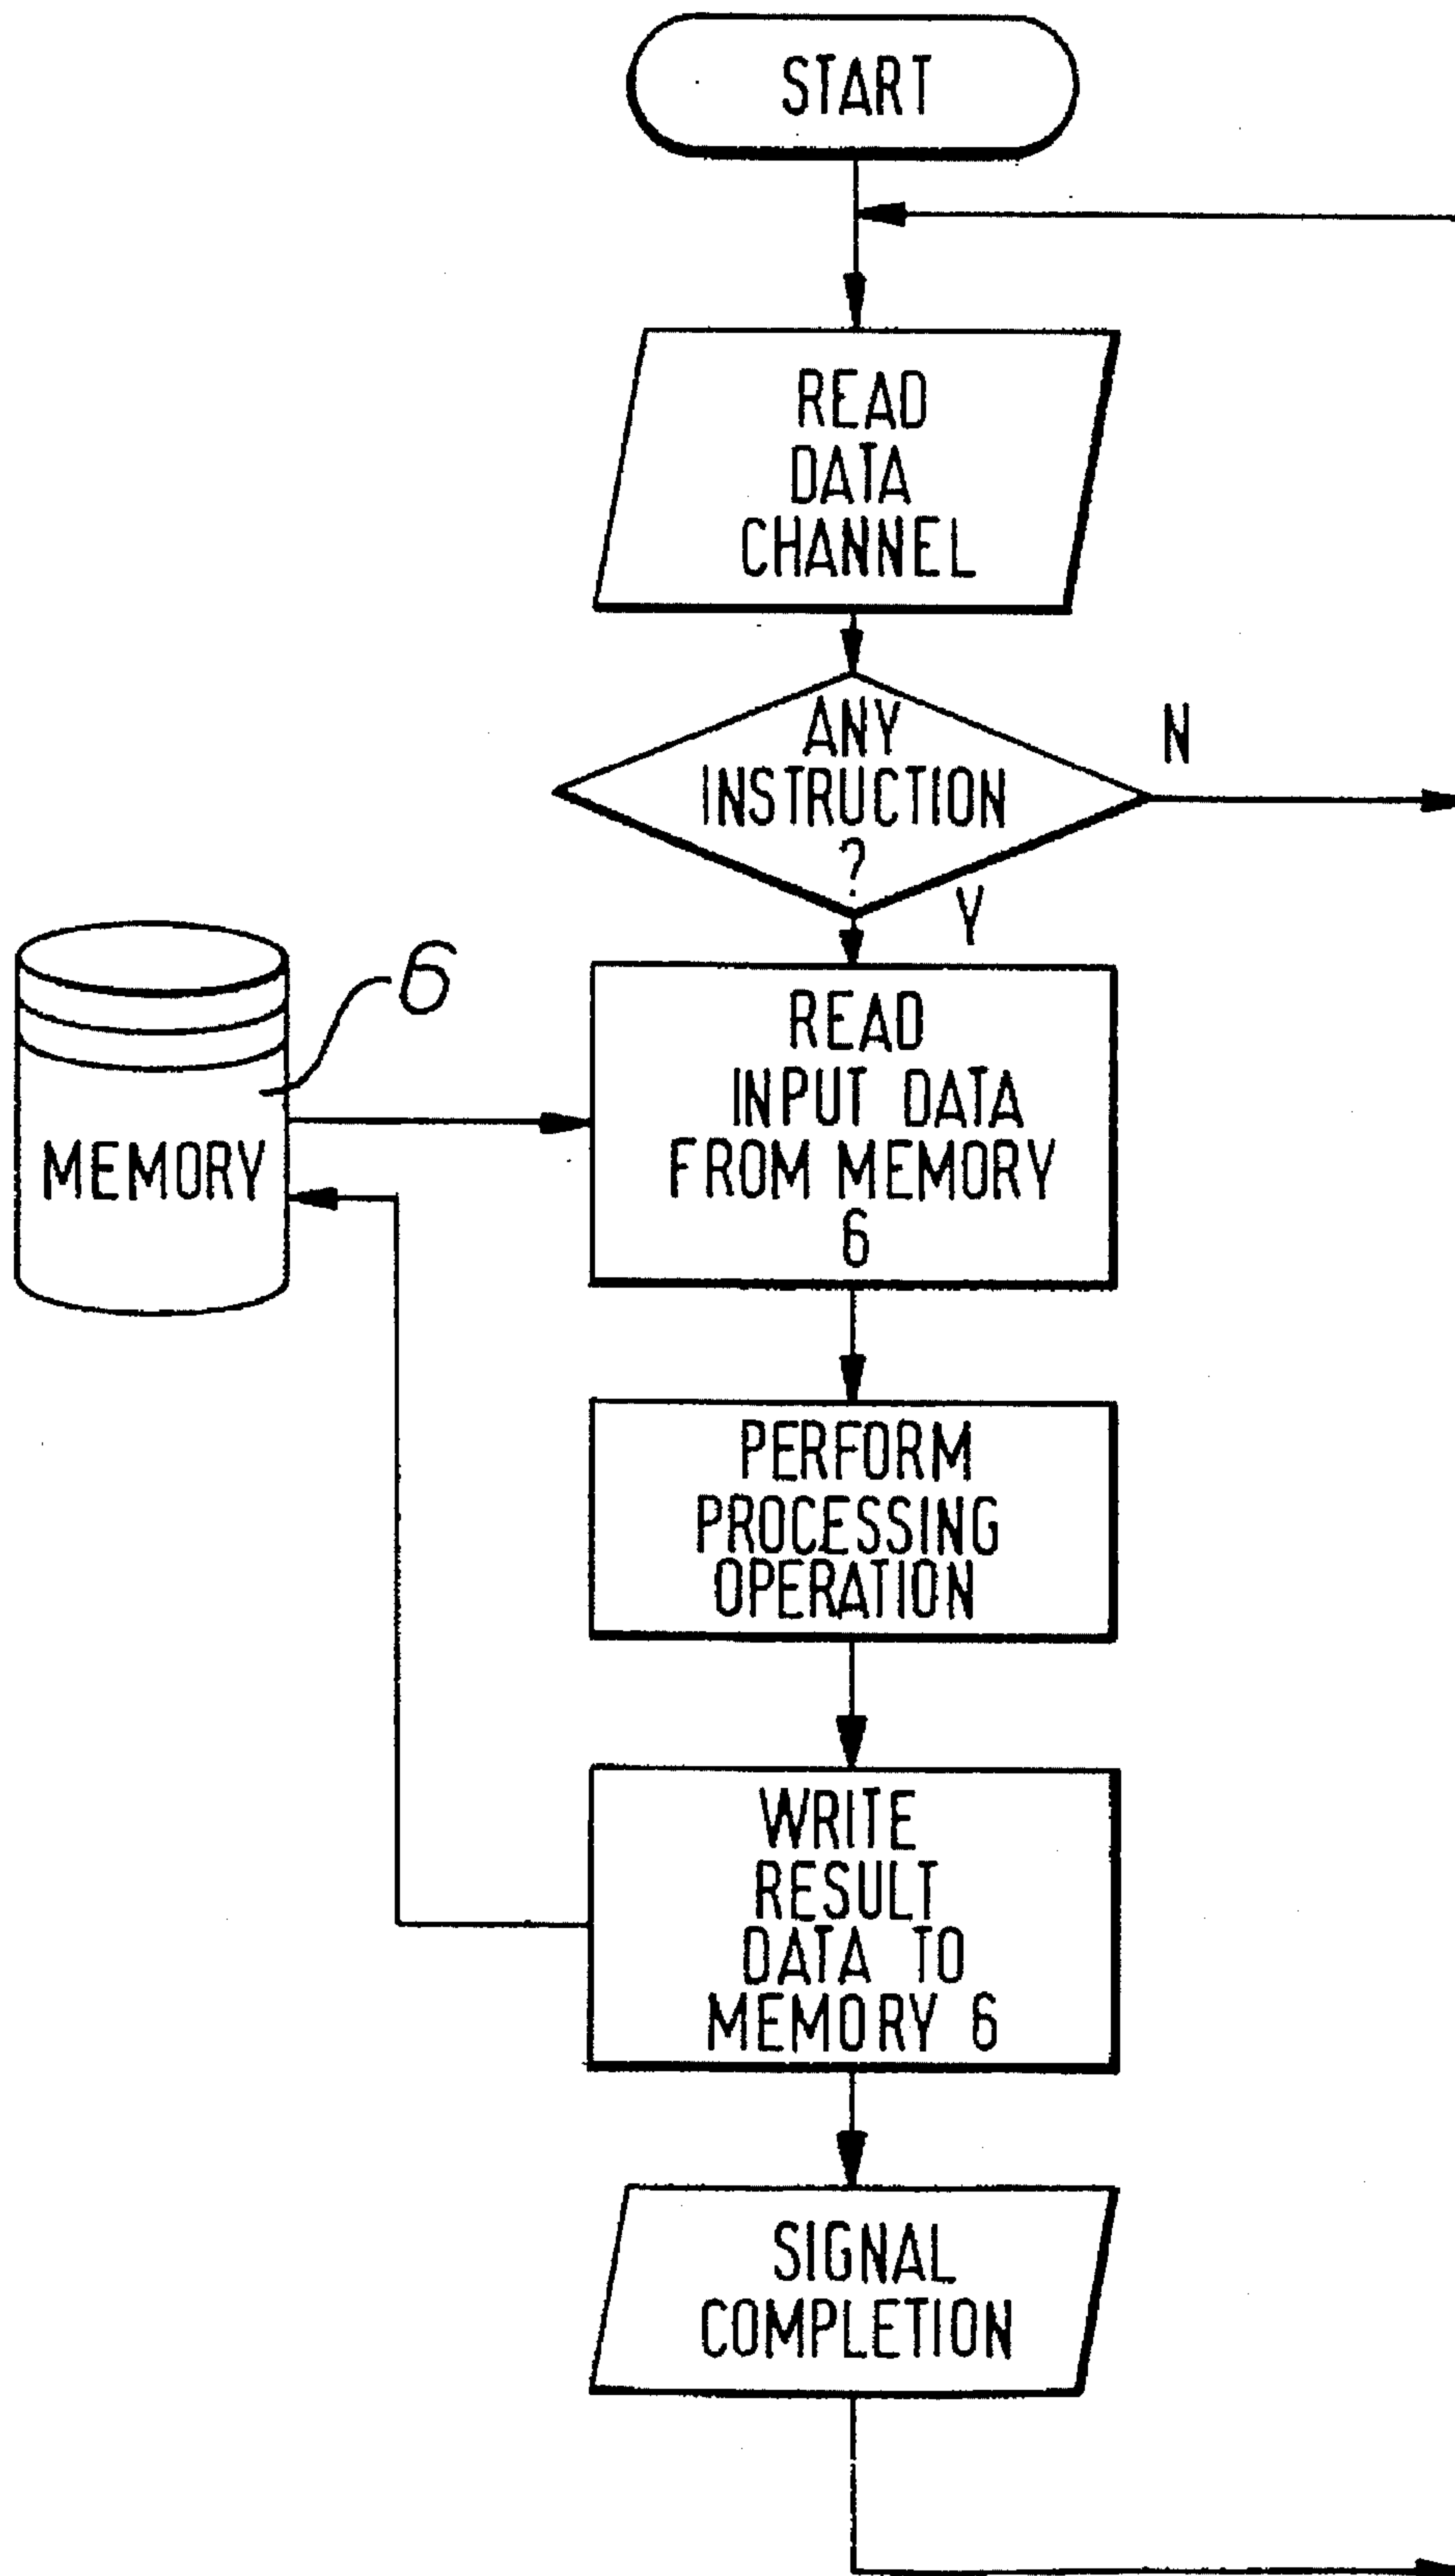 START
READ
DATA
CHANNEL
ANY
INSTRUCTION
?
N
Y
6
MEMORY
READ
INPUT DATA
FROM MEMORY
6
PERFORM
PROCESSING
OPERATION
WRITE
RESULT
DATA TO
MEMORY 6
SIGNAL
COMPLETION